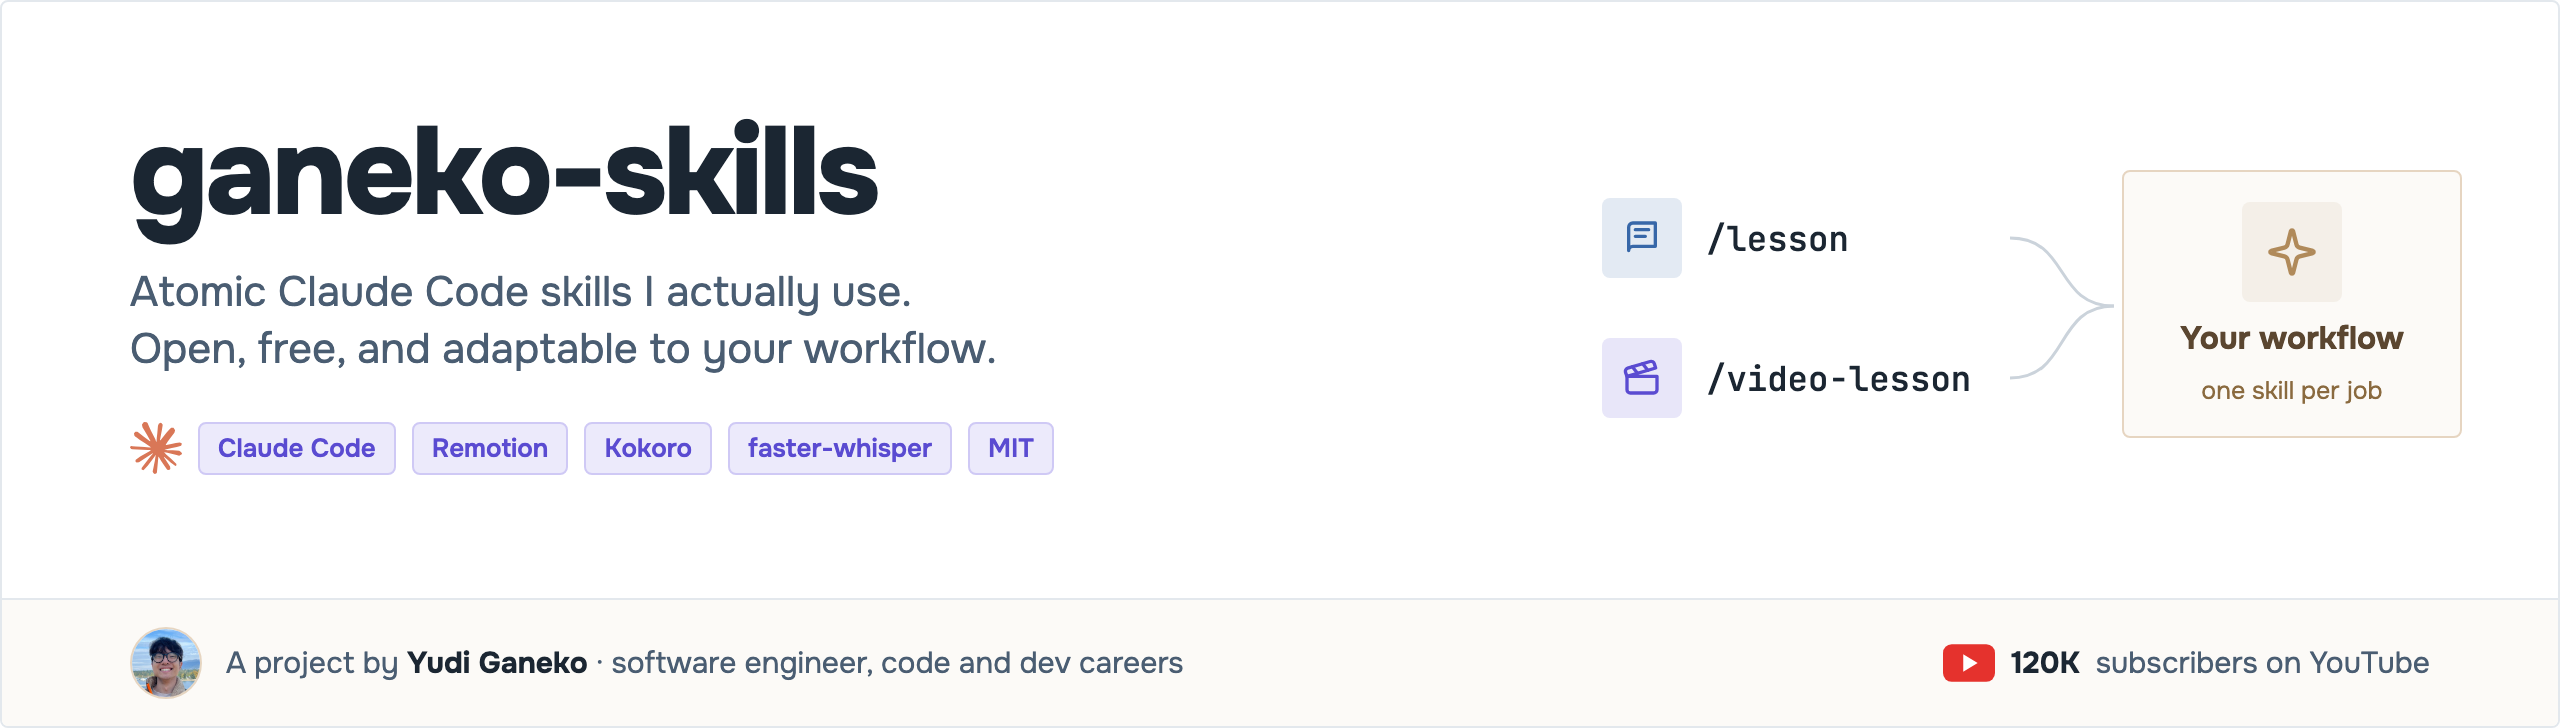 ganeko-skills
Atomic Claude Code skills I actually use.
Open, free, and adaptable to your workflow.
Claude Code
Remotion
Kokoro
faster-whisper
MIT
/lesson
/video-lesson
Your workflow
one skill per job
A project by Yudi Ganeko · software engineer, code and dev careers
120K subscribers on YouTube